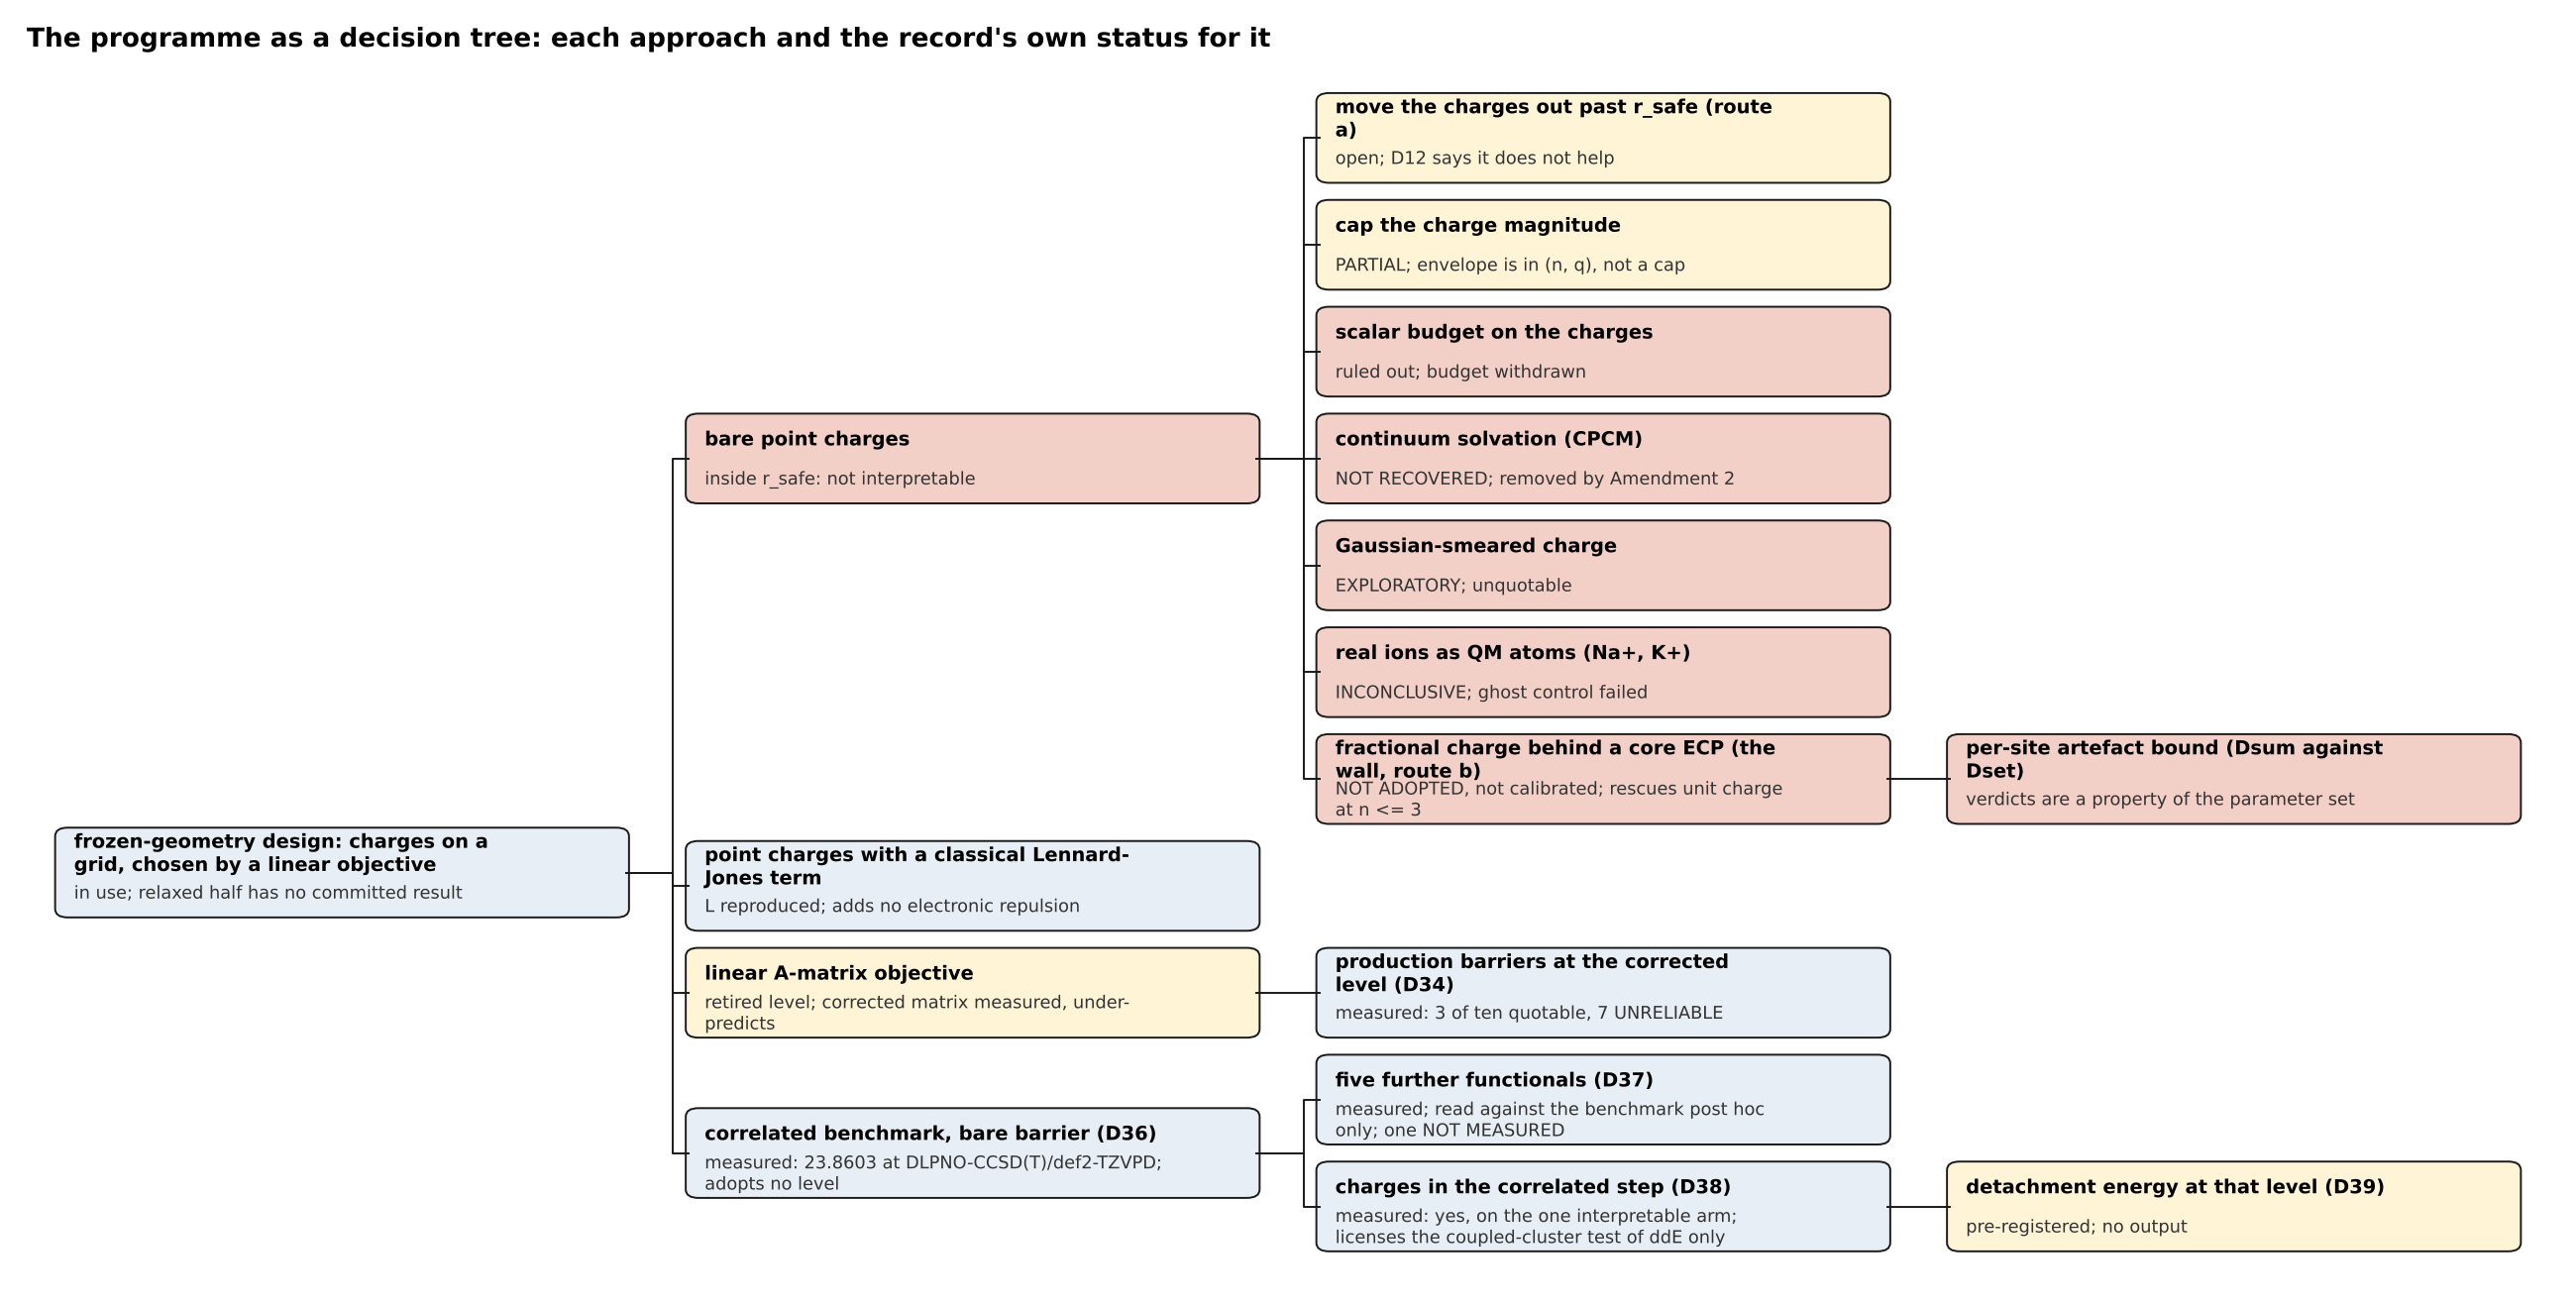 The programme as a decision tree: each approach and the record's own status for it
move the charges out past r_safe (route
a)
open; D12 says it does not help
cap the charge magnitude
PARTIAL; envelope is in (n, q), not a cap
scalar budget on the charges
ruled out; budget withdrawn
bare point charges
inside r_safe: not interpretable
continuum solvation (CPCM)
NOT RECOVERED; removed by Amendment 2
Gaussian-smeared charge
EXPLORATORY; unquotable
real ions as QM atoms (Na+, K+)
INCONCLUSIVE; ghost control failed
fractional charge behind a core ECP (the
wall, route b)
NOT ADOPTED, not calibrated; rescues unit charge
at n <= 3
per-site artefact bound (Dsum against
Dset)
verdicts are a property of the parameter set
frozen-geometry design: charges on a
grid, chosen by a linear objective
in use; relaxed half has no committed result
point charges with a classical Lennard-
Jones term
L reproduced; adds no electronic repulsion
linear A-matrix objective
retired level; corrected matrix measured, under-
predicts
production barriers at the corrected
level (D34)
measured: 3 of ten quotable, 7 UNRELIABLE
five further functionals (D37)
measured; read against the benchmark post hoc
only; one NOT MEASURED
correlated benchmark, bare barrier (D36)
measured: 23.8603 at DLPNO-CCSD(T)/def2-TZVPD;
adopts no level
charges in the correlated step (D38)
measured: yes, on the one interpretable arm;
licenses the coupled-cluster test of ddE only
detachment energy at that level (D39)
pre-registered; no output